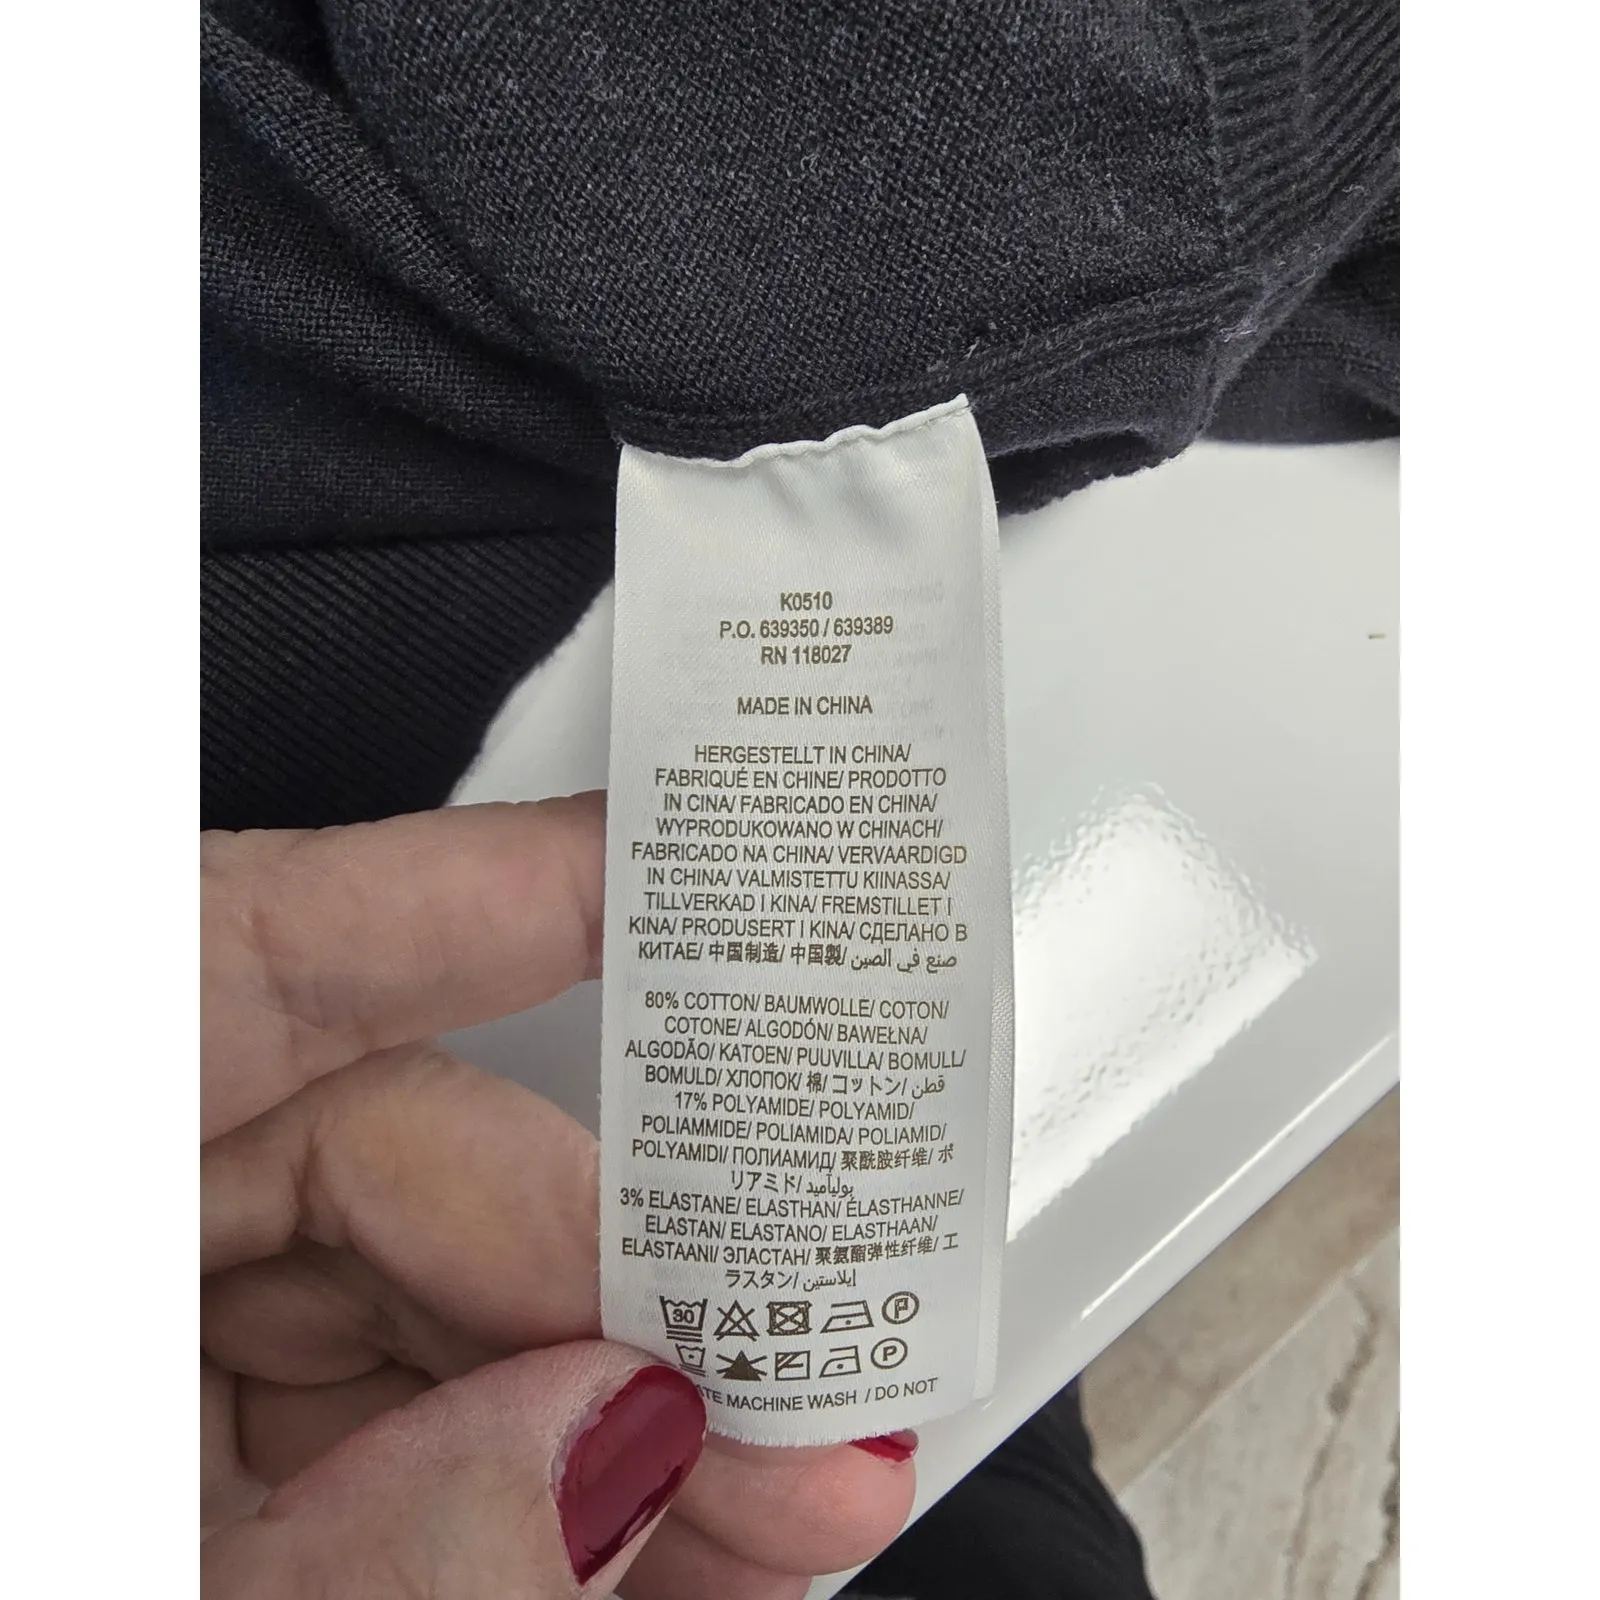 K0510
P.O. 639350 / 639389
RN 118027
MADE IN CHINA
HERGESTELLT IN CHINA/
FABRIQUÉ EN CHINE/ PRODOTTO
IN CINA/ FABRICADO EN CHINA/
WYPRODUKOWANO W CHINACH/
FABRICADO NA CHINA/ VERVAARDIGD
IN CHINA/ VALMISTETTU KIINASSA/
TILLVERKAD I KINA/ FREMSTILLET I
KINA/ PRODUSERT I KINA/ СДЕЛАНО В
КИТАЕ/ 中国制造/ 中国製/ صنع في الصين
80% COTTON/ BAUMWOLLE/ COTON/
COTONE/ ALGODÓN/ BAWEŁNA/
ALGODÃO/ KATOEN/ PUUVILLA/ BOMULL/
BOMULD/ ХЛОПОК/ 棉/ コットン/ قطن
17% POLYAMIDE/ POLYAMID/
POLIAMMIDE/ POLIAMIDA/ POLIAMID/
POLYAMIDI/ ПОЛИАМИД/ 聚酰胺纤维/ ポ
リアミド/ بولياميد
3% ELASTANE/ ELASTHAN/ ÉLASTHANNE/
ELASTAN/ ELASTANO/ ELASTHAAN/
ELASTAANI/ ЭЛАСТАН/ 聚氨酯弹性纤维/ エ
ラスタン/ إيلاستين
30 P
P
MACHINE WASH / DO NOT